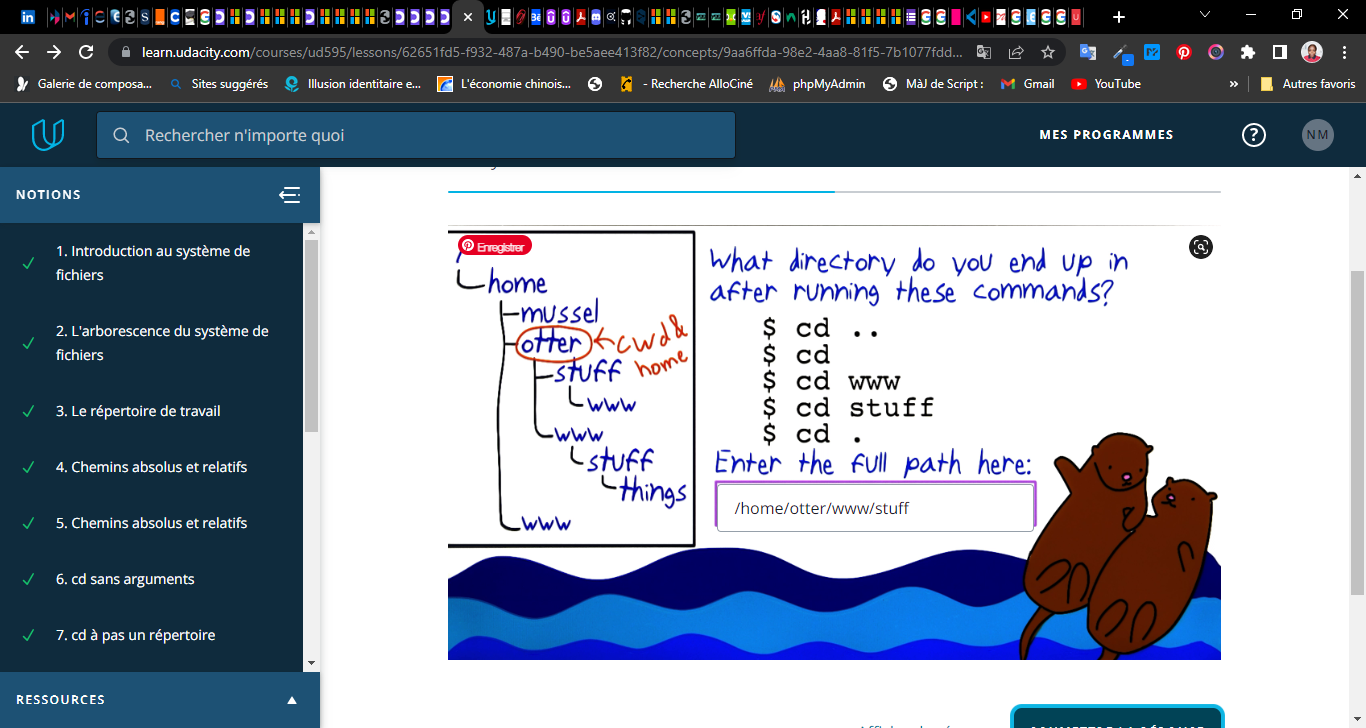 learn.udacity.com/courses/ud595/lessons/62651fd5-f932-487a-b490-be5aee413f82/concepts/9aa6ffda-98e2-4aa8-81f5-7b1077fdd...
Galerie de composa... Sites suggérés Illusion identitaire e... L'économie chinois... - Recherche AlloCiné phpMyAdmin MàJ de Script : Gmail YouTube » Autres favoris
Rechercher n'importe quoi
MES PROGRAMMES
?
NM
NOTIONS
1. Introduction au système de
fichiers
2. L'arborescence du système de
fichiers
3. Le répertoire de travail
4. Chemins absolus et relatifs
5. Chemins absolus et relatifs
6. cd sans arguments
7. cd à pas un répertoire
RESSOURCES
Enregistrer
home
mussel
otter
cwd &
home
stuff
www
www
stuff
things
www
What directory do you end up in
after running these commands?
$ cd ..
$ cd
$ cd www
$ cd stuff
$ cd .
Enter the full path here:
/home/otter/www/stuff